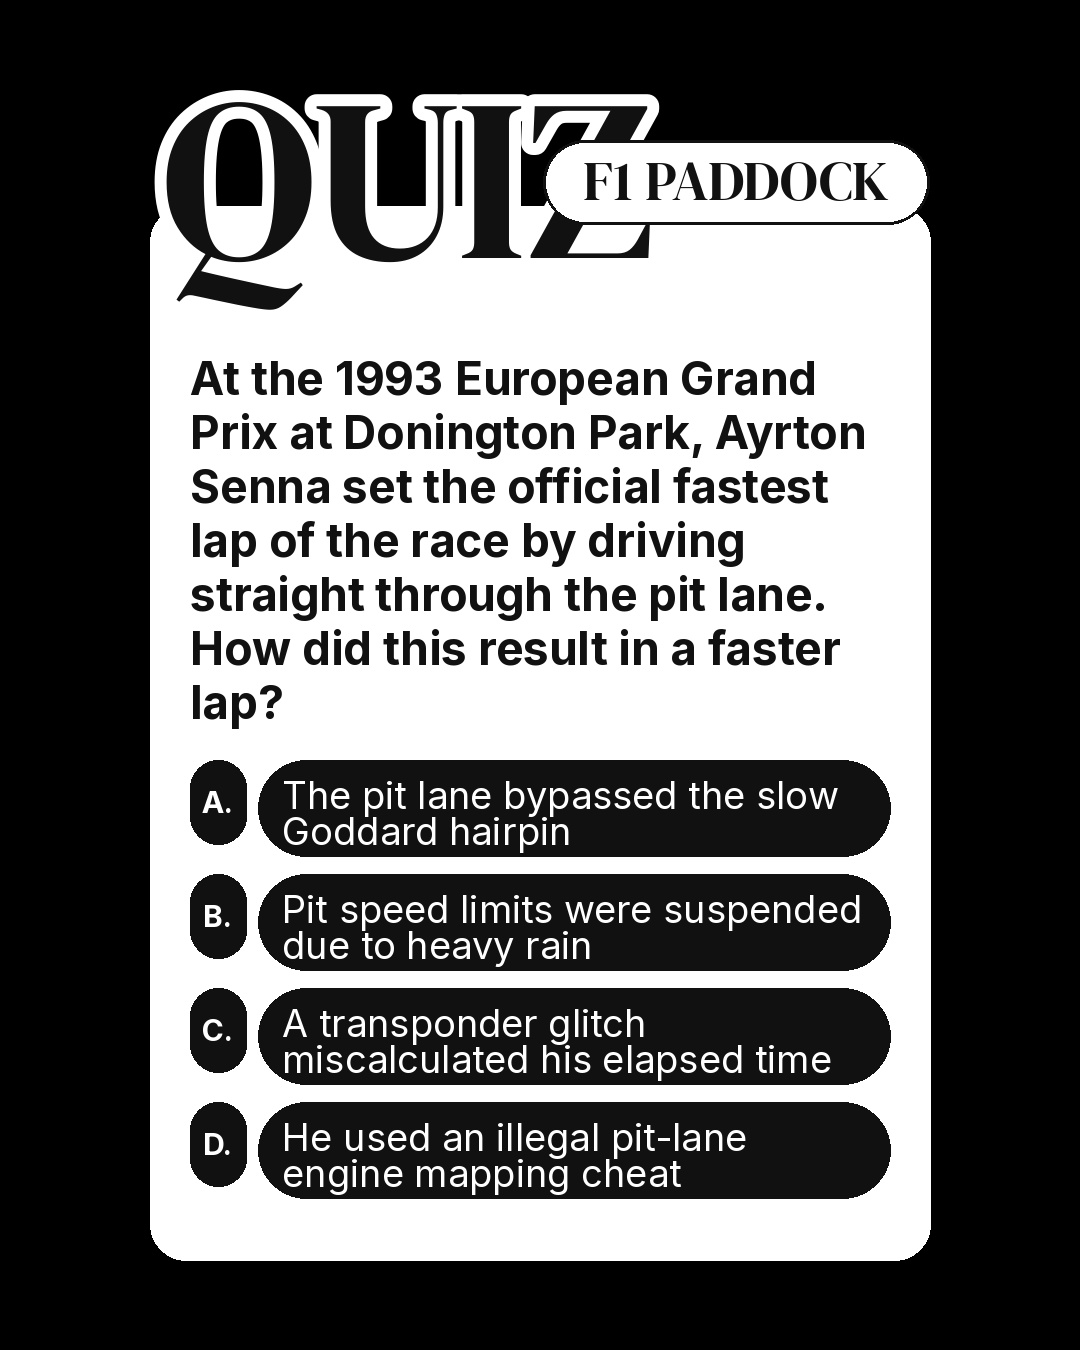 QUIZ
F1 PADDOCK
At the 1993 European Grand
Prix at Donington Park, Ayrton
Senna set the official fastest
lap of the race by driving
straight through the pit lane.
How did this result in a faster
lap?
A. The pit lane bypassed the slow
Goddard hairpin
B. Pit speed limits were suspended
due to heavy rain
C. A transponder glitch
miscalculated his elapsed time
D. He used an illegal pit-lane
engine mapping cheat